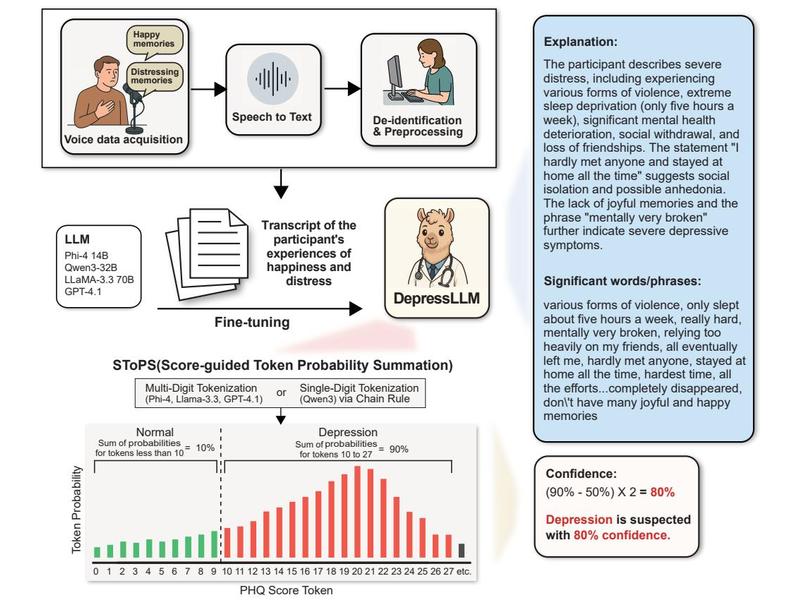 Happy
memories
Distressing
memories
Voice data acquisition
Speech to Text
De-identification
& Preprocessing
LLM
Phi-4 14B
Qwen3-32B
LLaMA-3.3 70B
GPT-4.1
Transcript of the
participant's
experiences of
happiness and
distress
Fine-tuning
DepressLLM
SToPS(Score-guided Token Probability Summation)
Multi-Digit Tokenization
(Phi-4, Llama-3.3, GPT-4.1)
or
Single-Digit Tokenization
(Qwen3) via Chain Rule
Normal
Sum of probabilities
for tokens less than 10
= 10%
Depression
Sum of probabilities
for tokens 10 to 27
= 90%
Token Probability
0 1 2 3 4 5 6 7 8 9 10 11 12 13 14 15 16 17 18 19 20 21 22 23 24 25 26 27 etc.
PHQ Score Token
Explanation:
The participant describes severe
distress, including experiencing
various forms of violence, extreme
sleep deprivation (only five hours a
week), significant mental health
deterioration, social withdrawal, and
loss of friendships. The statement "I
hardly met anyone and stayed at
home all the time" suggests social
isolation and possible anhedonia.
The lack of joyful memories and the
phrase "mentally very broken"
further indicate severe depressive
symptoms.
Significant words/phrases:
various forms of violence, only slept
about five hours a week, really hard,
mentally very broken, relying too
heavily on my friends, all eventually
left me, hardly met anyone, stayed at
home all the time, hardest time, all
the efforts...completely disappeared,
don\'t have many joyful and happy
memories
Confidence:
(90% - 50%) X 2 = 80%
Depression is suspected
with 80% confidence.